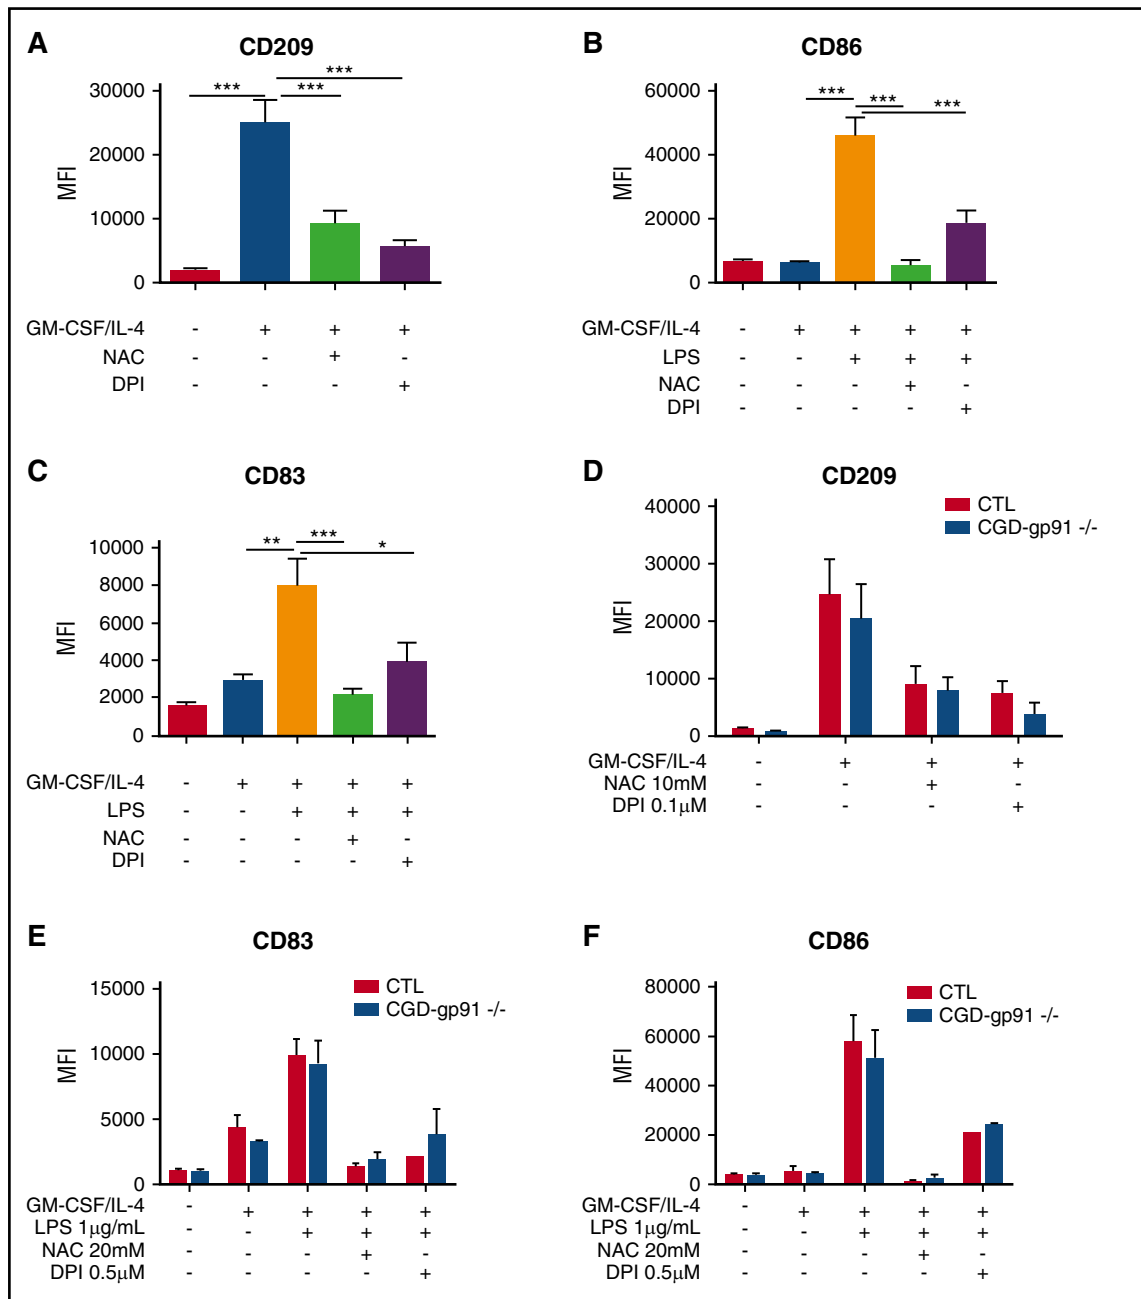 A
CD209
*** *** ***
MFI
30000
20000
10000
0
GM-CSF/IL-4 - + + +
NAC - - + -
DPI - - - +
B
CD86
*** *** ***
MFI
60000
40000
20000
0
GM-CSF/IL-4 - + + + +
LPS - - + + +
NAC - - - + -
DPI - - - - +
C
CD83
** *** *
MFI
10000
8000
6000
4000
2000
0
GM-CSF/IL-4 - + + + +
LPS - - + + +
NAC - - - + -
DPI - - - - +
D
CD209
CTL
CGD-gp91 -/-
MFI
40000
30000
20000
10000
0
GM-CSF/IL-4 - + + +
NAC 10mM - - + -
DPI 0.1μM - - - +
E
CD83
CTL
CGD-gp91 -/-
MFI
15000
10000
5000
0
GM-CSF/IL-4 - + + + +
LPS 1μg/mL - - + + +
NAC 20mM - - - + -
DPI 0.5μM - - - - +
F
CD86
CTL
CGD-gp91 -/-
MFI
80000
60000
40000
20000
0
GM-CSF/IL-4 - + + + +
LPS 1μg/mL - - + + +
NAC 20mM - - - + -
DPI 0.5μM - - - - +